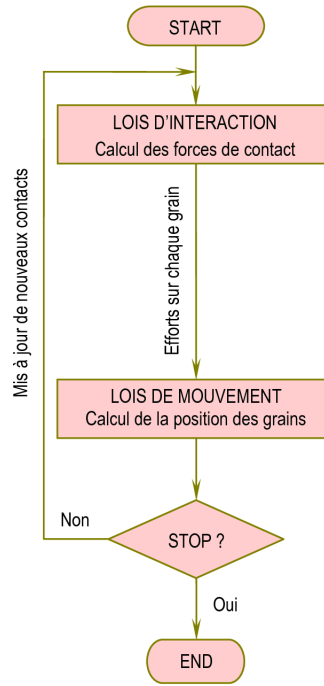 START
LOIS D'INTERACTION
Calcul des forces de contact
Mis à jour de nouveaux contacts
Efforts sur chaque grain
LOIS DE MOUVEMENT
Calcul de la position des grains
Non
STOP ?
Oui
END